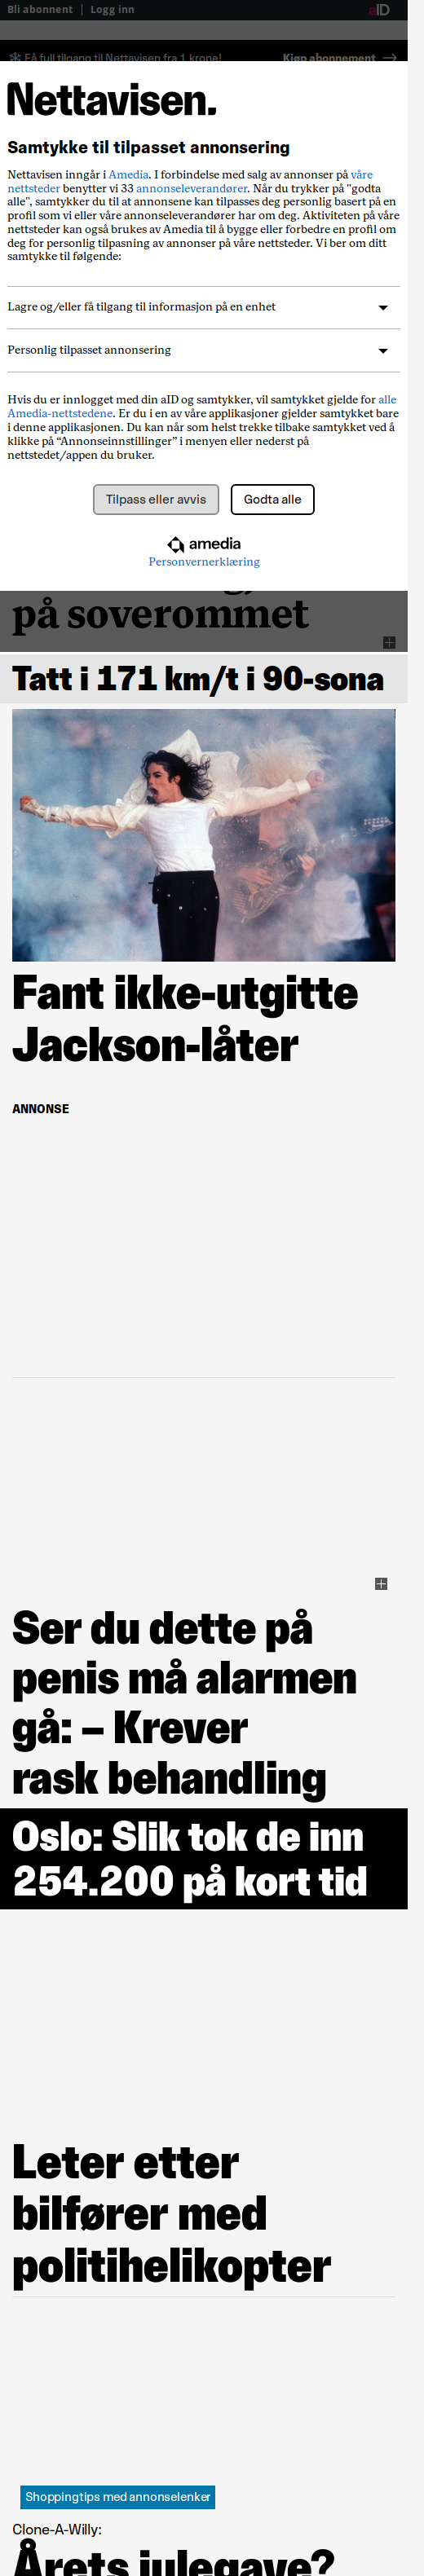 Bli abonnent | Logg inn
aID
Få full tilgang til Nettavisen fra 1 krone!
Kjøp abonnement
Nettavisen.
Samtykke til tilpasset annonsering
Nettavisen inngår i Amedia. I forbindelse med salg av annonser på våre
nettsteder benytter vi 33 annonseleverandører. Når du trykker på "godta
alle", samtykker du til at annonsene kan tilpasses deg personlig basert på en
profil som vi eller våre annonseleverandører har om deg. Aktiviteten på våre
nettsteder kan også brukes av Amedia til å bygge eller forbedre en profil om
deg for personlig tilpasning av annonser på våre nettsteder. Vi ber om ditt
samtykke til følgende:
Lagre og/eller få tilgang til informasjon på en enhet
Personlig tilpasset annonsering
Hvis du er innlogget med din aID og samtykker, vil samtykket gjelde for alle
Amedia-nettstedene. Er du i en av våre applikasjoner gjelder samtykket bare
i denne applikasjonen. Du kan når som helst trekke tilbake samtykket ved å
klikke på “Annonseinnstillinger” i menyen eller nederst på
nettstedet/appen du bruker.
Tilpass eller avvis
Godta alle
amedia
Personvernerklæring
på soverommet
Tatt i 171 km/t i 90-sona
Fant ikke-utgitte
Jackson-låter
ANNONSE
Ser du dette på
penis må alarmen
gå: – Krever
rask behandling
Oslo: Slik tok de inn
254.200 på kort tid
Leter etter
bilfører med
politihelikopter
Shoppingtips med annonselenker
Clone-A-Willy:
Årets julegave?